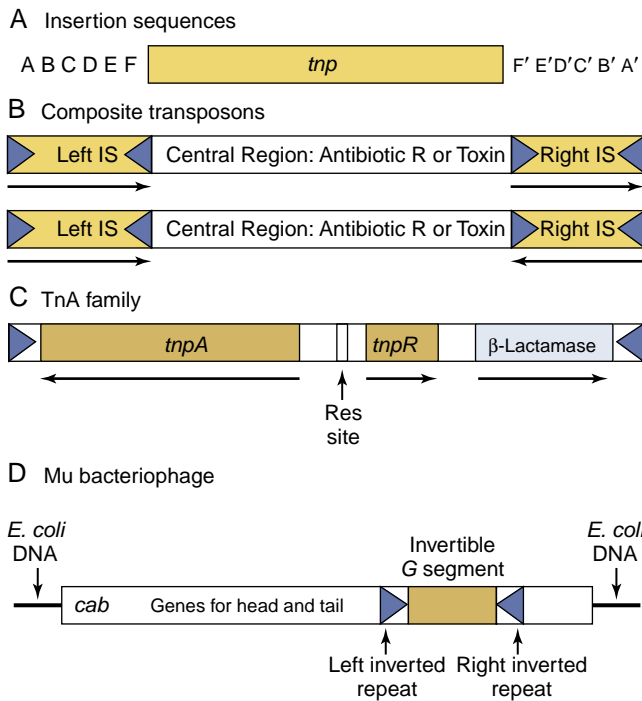 A Insertion sequences
A B C D E F tnp F′ E′ D′ C′ B′ A′
B Composite transposons
Left IS Central Region: Antibiotic R or Toxin Right IS
Left IS Central Region: Antibiotic R or Toxin Right IS
C TnA family
tnpA tnpR β-Lactamase
Res
site
D Mu bacteriophage
E. coli
DNA
E. coli
DNA
Invertible
G segment
cab Genes for head and tail
Left inverted
repeat
Right inverted
repeat